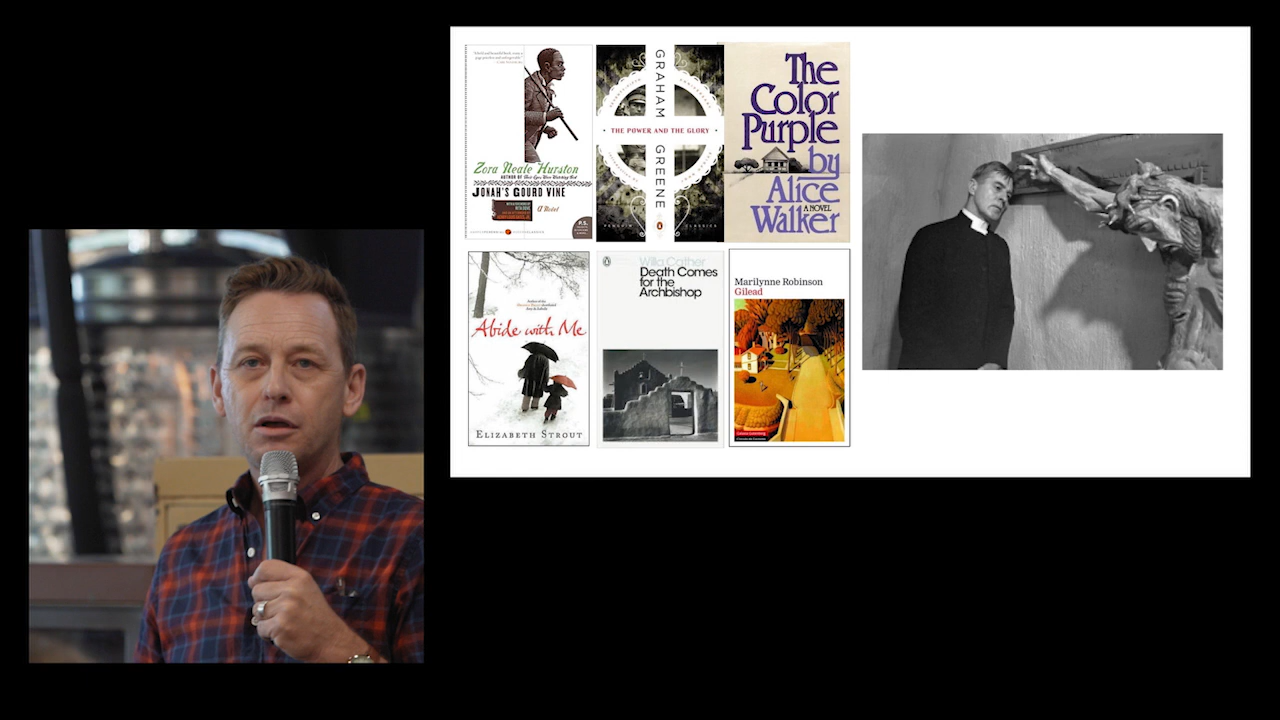 Zora Neale Hurston
AUTHOR OF Their Eyes Were Watching God
JONAH'S GOURD VINE
A Novel
P.S.
GRAHAM GREENE
THE POWER AND THE GLORY
PENGUIN
CLASSICS
The
Color
Purple
by
Alice
A NOVEL
Walker
Abide with Me
ELIZABETH STROUT
Willa Cather
Death Comes
for the
Archbishop
Marilynne Robinson
Gilead